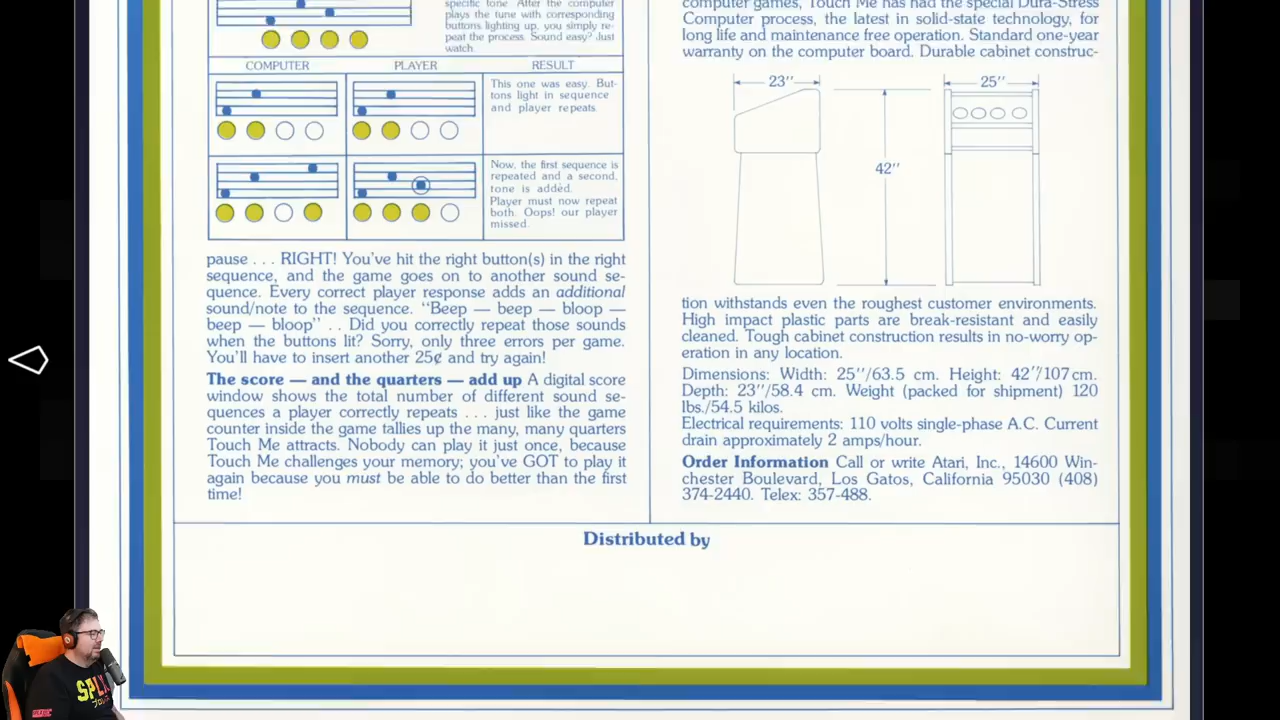 specific tone. After the computer
plays the tune with corresponding
buttons lighting up, you simply re-
peat the process. Sound easy? Just
watch.
COMPUTER PLAYER RESULT
This one was easy. But-
tons light in sequence
and player repeats.
Now, the first sequence is
repeated and a second,
tone is added.
Player must now repeat
both. Oops! our player
missed.
pause . . . RIGHT! You've hit the right button(s) in the right
sequence, and the game goes on to another sound se-
quence. Every correct player response adds an additional
sound/note to the sequence. "Beep — beep — bloop —
beep — bloop" . . Did you correctly repeat those sounds
when the buttons lit? Sorry, only three errors per game.
You'll have to insert another 25¢ and try again!
The score — and the quarters — add up A digital score
window shows the total number of different sound se-
quences a player correctly repeats . . . just like the game
counter inside the game tallies up the many, many quarters
Touch Me attracts. Nobody can play it just once, because
Touch Me challenges your memory; you've GOT to play it
again because you must be able to do better than the first
time!
computer games, Touch Me has had the special Dura-Stress
Computer process, the latest in solid-state technology, for
long life and maintenance free operation. Standard one-year
warranty on the computer board. Durable cabinet construc-
23"
25"
42"
tion withstands even the roughest customer environments.
High impact plastic parts are break-resistant and easily
cleaned. Tough cabinet construction results in no-worry op-
eration in any location.
Dimensions: Width: 25"/63.5 cm. Height: 42"/107 cm.
Depth: 23"/58.4 cm. Weight (packed for shipment) 120
lbs./54.5 kilos.
Electrical requirements: 110 volts single-phase A.C. Current
drain approximately 2 amps/hour.
Order Information Call or write Atari, Inc., 14600 Win-
chester Boulevard, Los Gatos, California 95030 (408)
374-2440. Telex: 357-488.
Distributed by